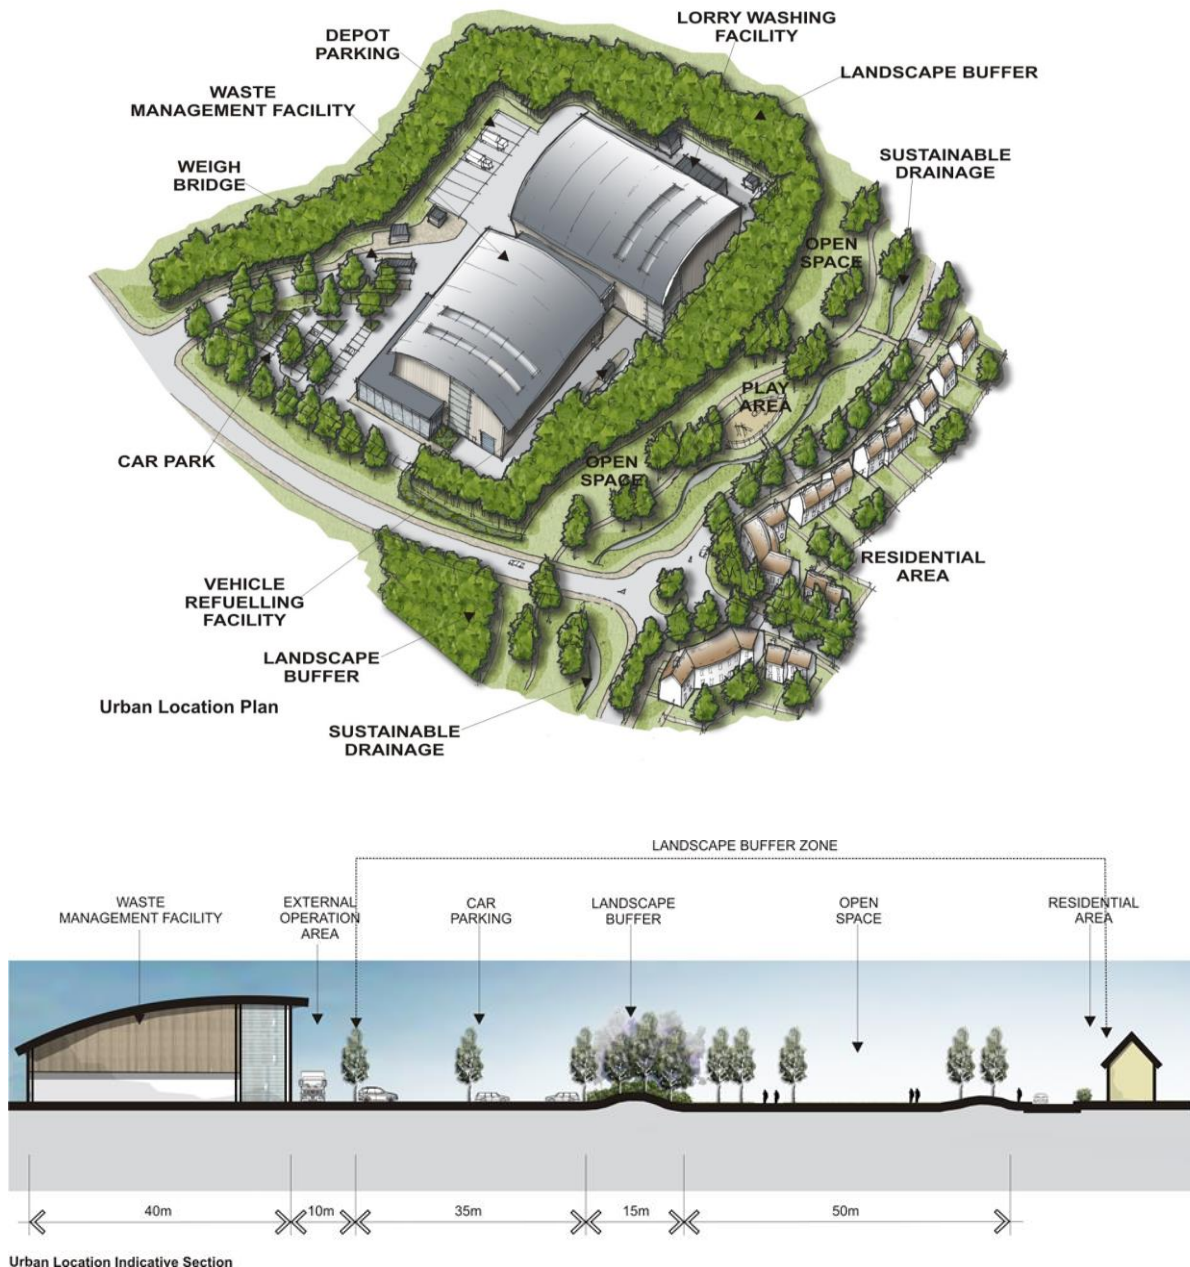 DEPOT
PARKING
LORRY WASHING
FACILITY
LANDSCAPE BUFFER
WASTE
MANAGEMENT FACILITY
WEIGH
BRIDGE
SUSTAINABLE
DRAINAGE
OPEN
SPACE
PLAY
AREA
CAR PARK
OPEN
SPACE
RESIDENTIAL
AREA
VEHICLE
REFUELLING
FACILITY
LANDSCAPE
BUFFER
Urban Location Plan
SUSTAINABLE
DRAINAGE
LANDSCAPE BUFFER ZONE
WASTE
MANAGEMENT FACILITY
EXTERNAL
OPERATION
AREA
CAR
PARKING
LANDSCAPE
BUFFER
OPEN
SPACE
RESIDENTIAL
AREA
40m
10m
35m
15m
50m
Urban Location Indicative Section